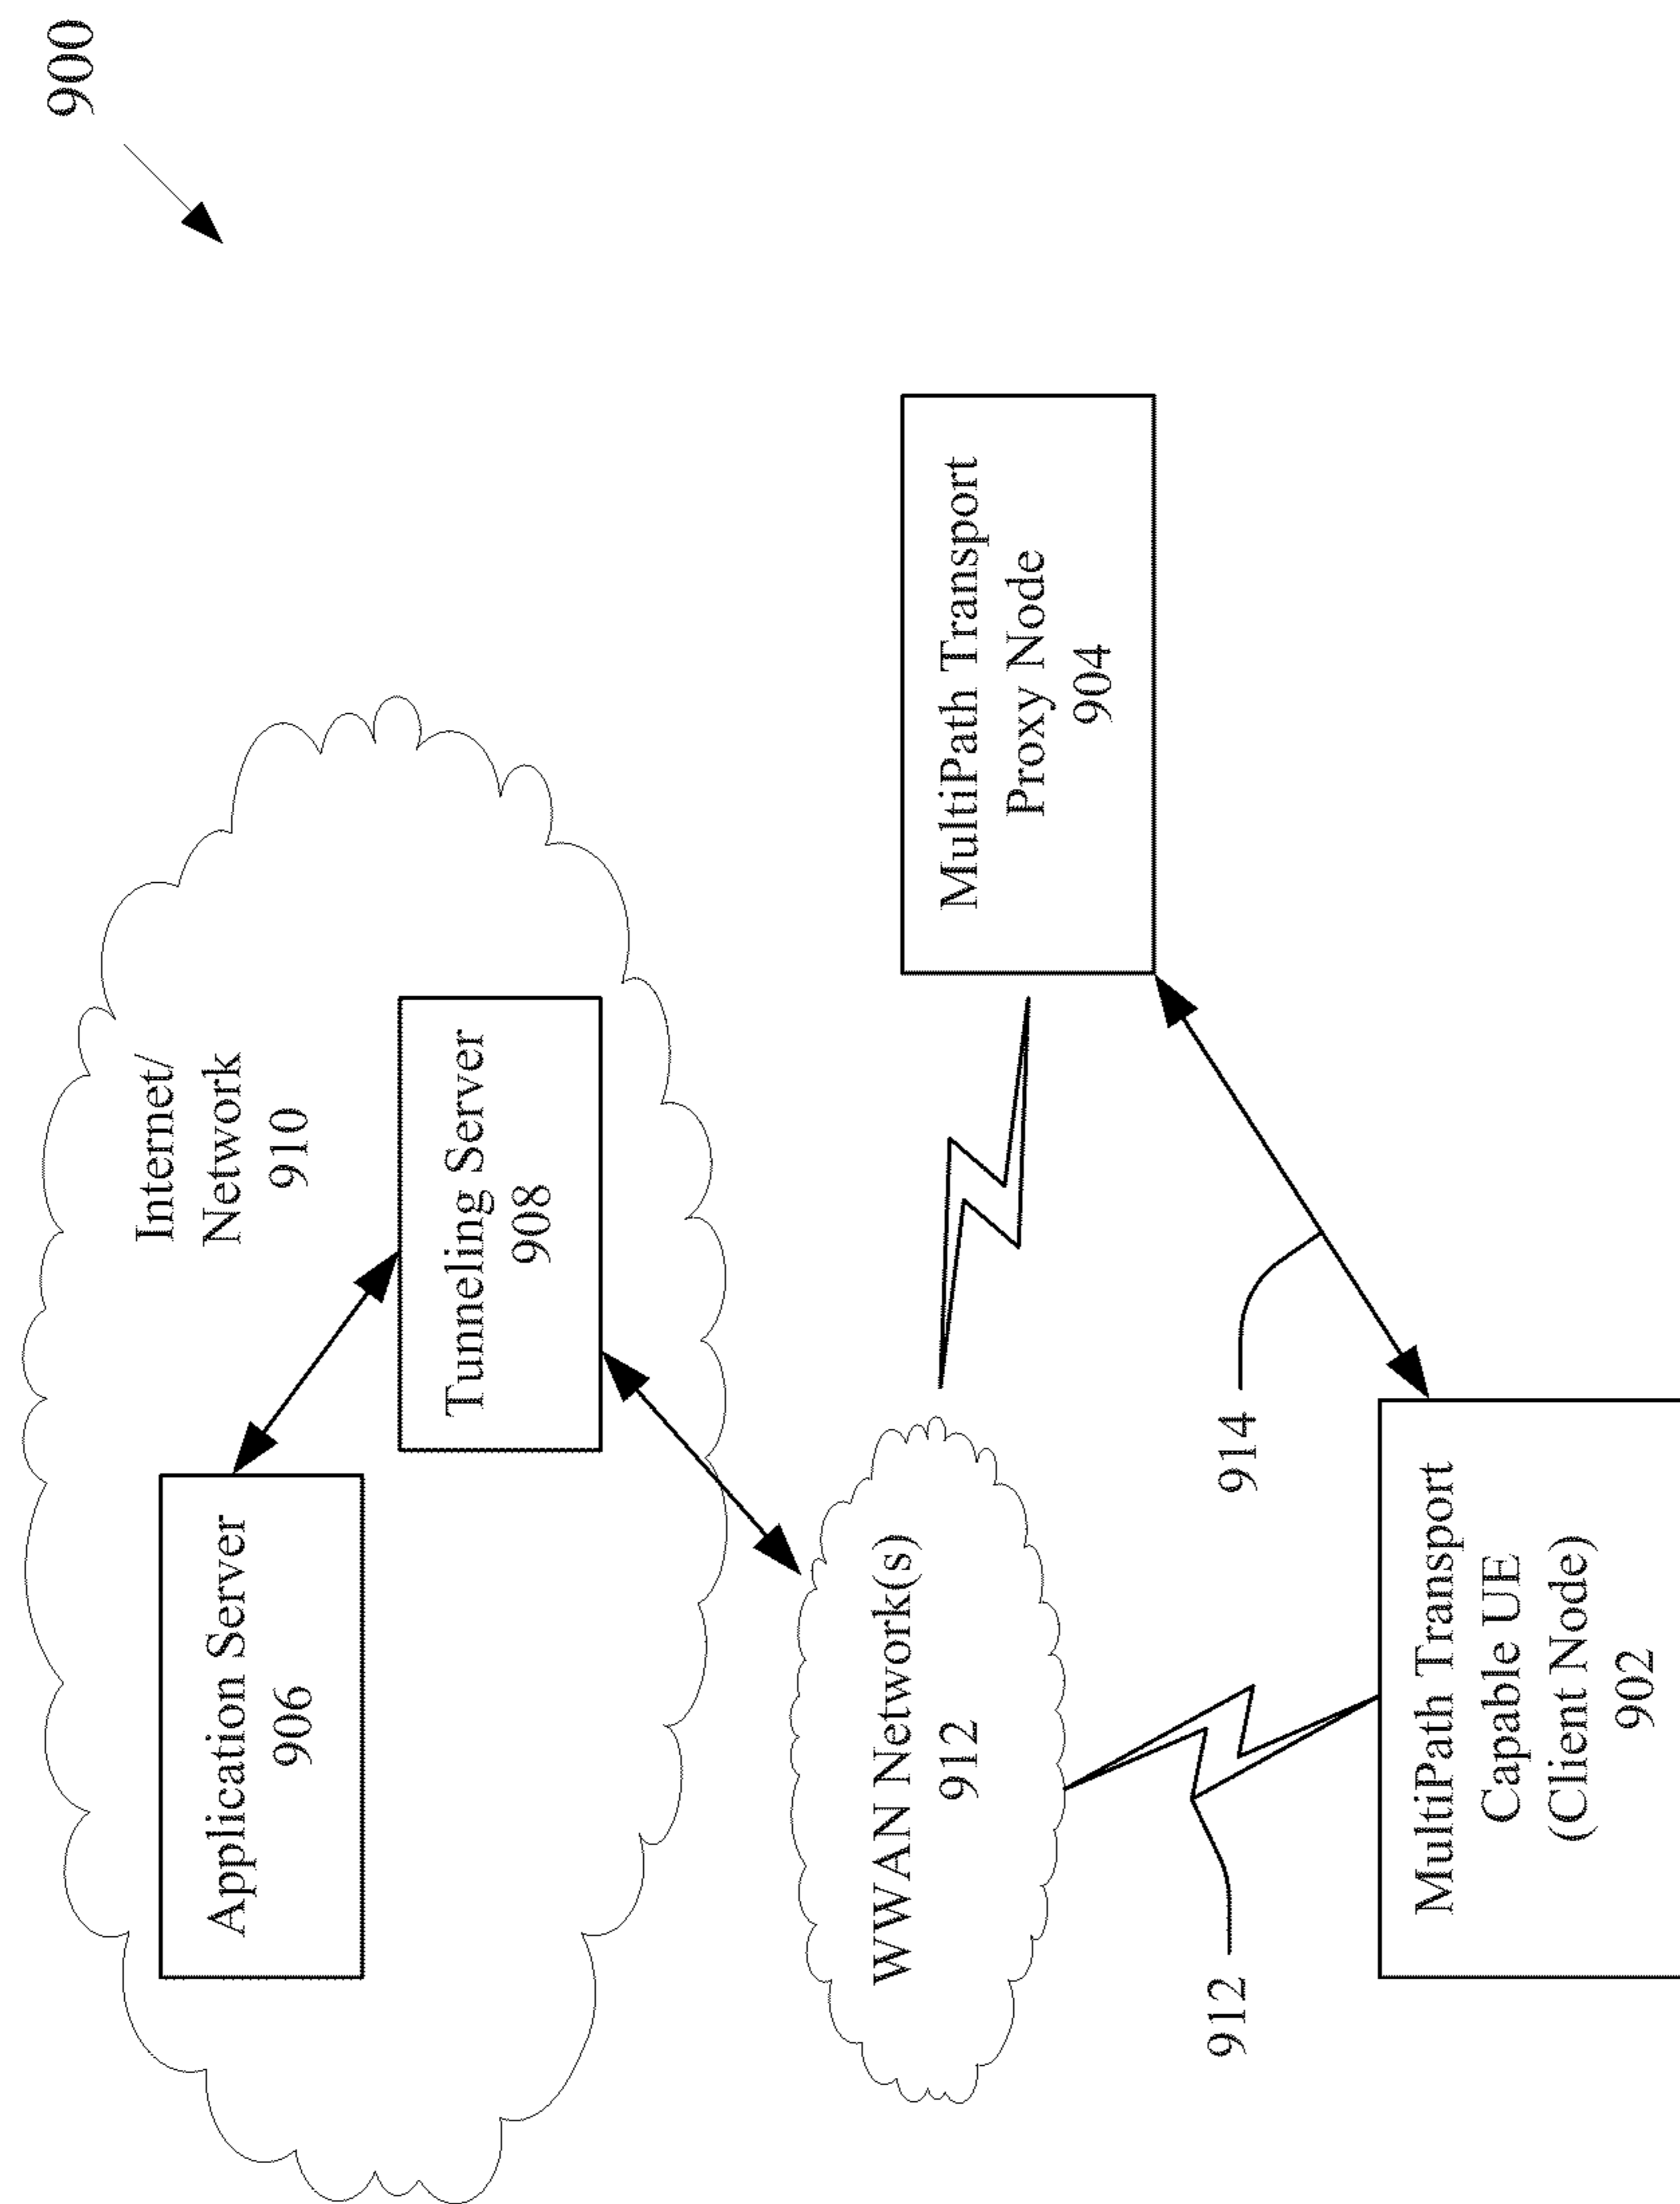 900
Internet/
Network
910
Application Server
906
Tunneling Server
908
WWAN Network(s)
912
MultiPath Transport
Proxy Node
904
912
914
MultiPath Transport
Capable UE
(Client Node)
902